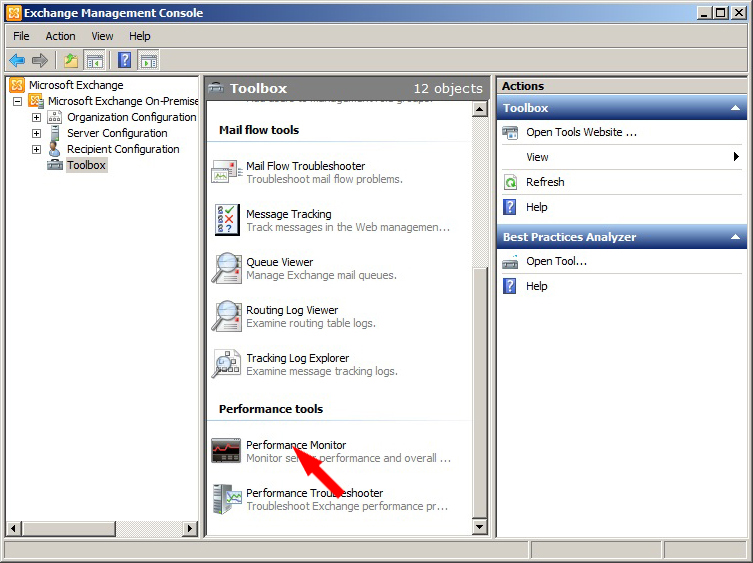 Exchange Management Console
File Action View Help
Microsoft Exchange
Microsoft Exchange On-Premise
Organization Configuration
Server Configuration
Recipient Configuration
Toolbox
Toolbox 12 objects
Mail flow tools
Mail Flow Troubleshooter
Troubleshoot mail flow problems.
Message Tracking
Track messages in the Web managemen...
Queue Viewer
Manage Exchange mail queues.
Routing Log Viewer
Examine routing table logs.
Tracking Log Explorer
Examine message tracking logs.
Performance tools
Performance Monitor
Monitor server performance and overall ...
Performance Troubleshooter
Troubleshoot Exchange performance pr...
Actions
Toolbox
Open Tools Website ...
View
Refresh
Help
Best Practices Analyzer
Open Tool...
Help